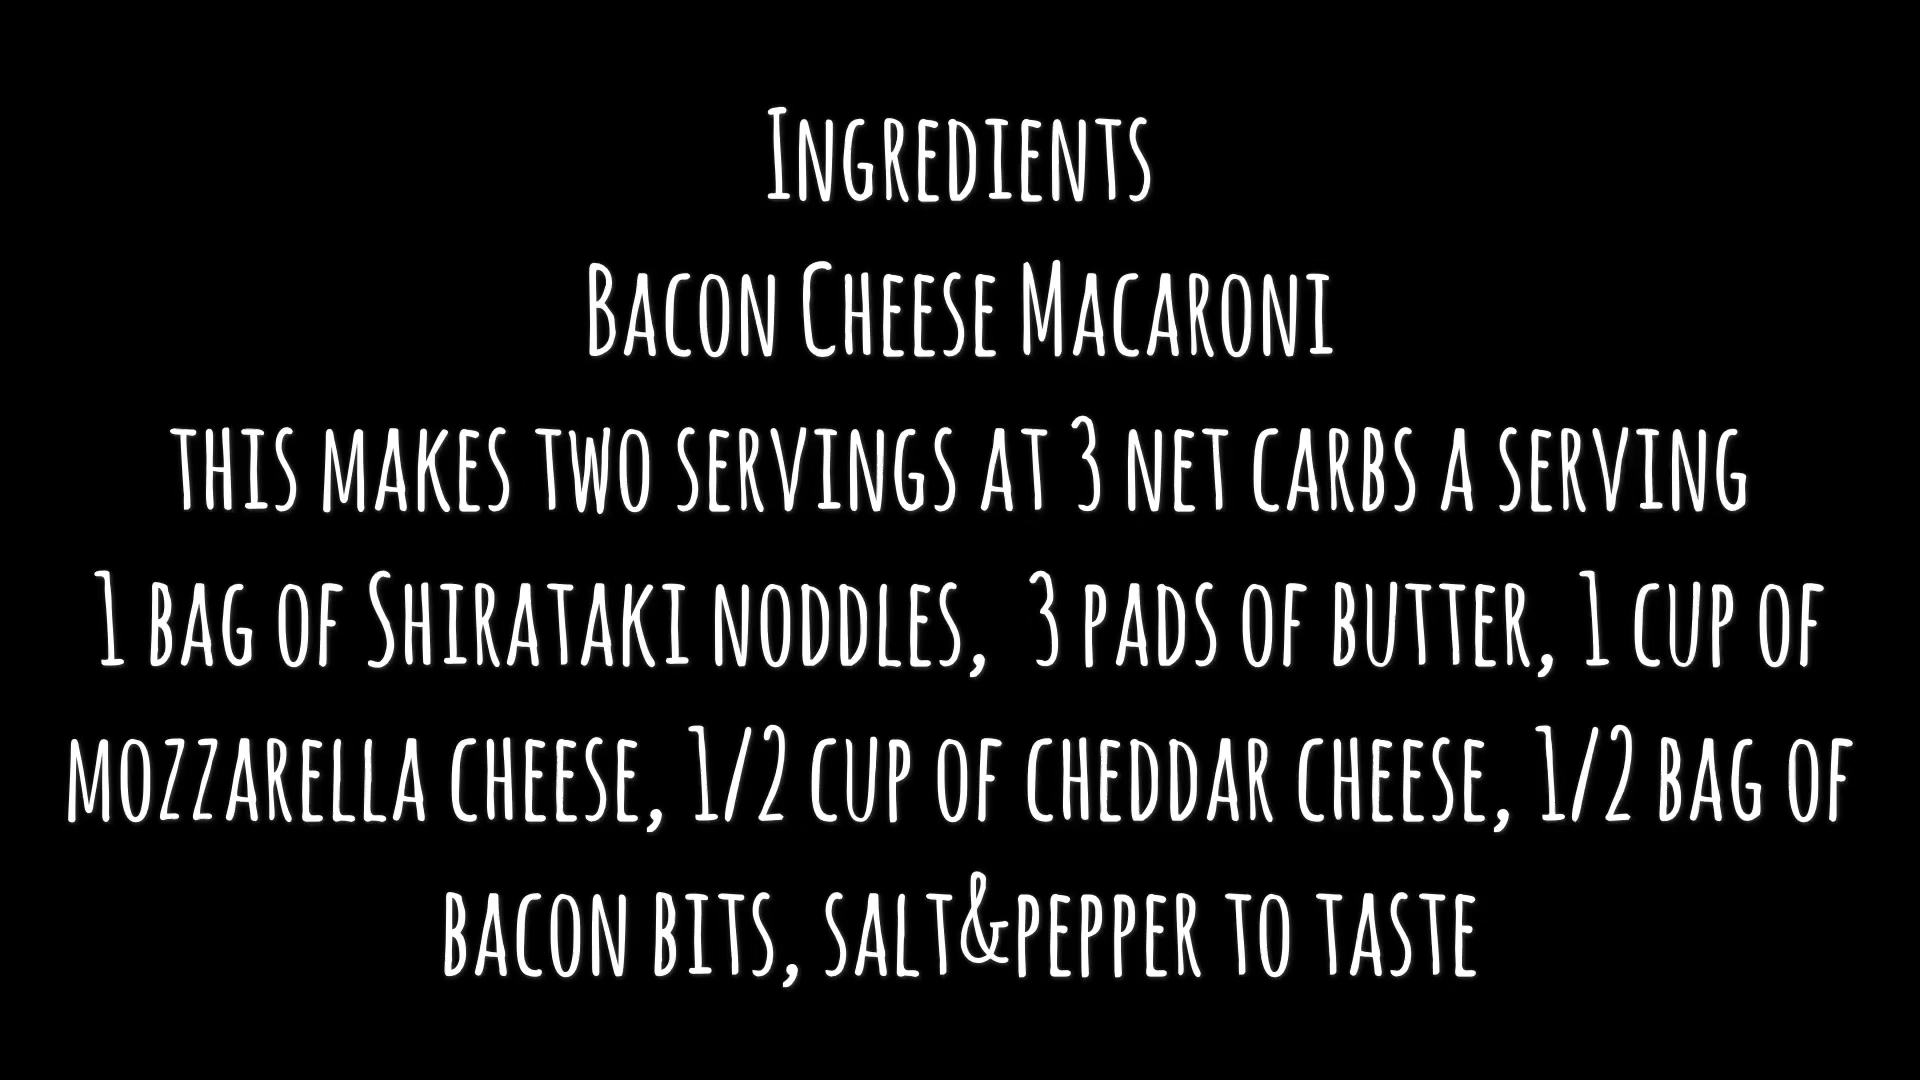 Ingredients
Bacon Cheese Macaroni
this makes two servings at 3 net carbs a serving
1 bag of Shirataki noddles,  3 pads of butter, 1 cup of
mozzarella cheese, 1/2 cup of cheddar cheese, 1/2 bag of
bacon bits, salt&pepper to taste